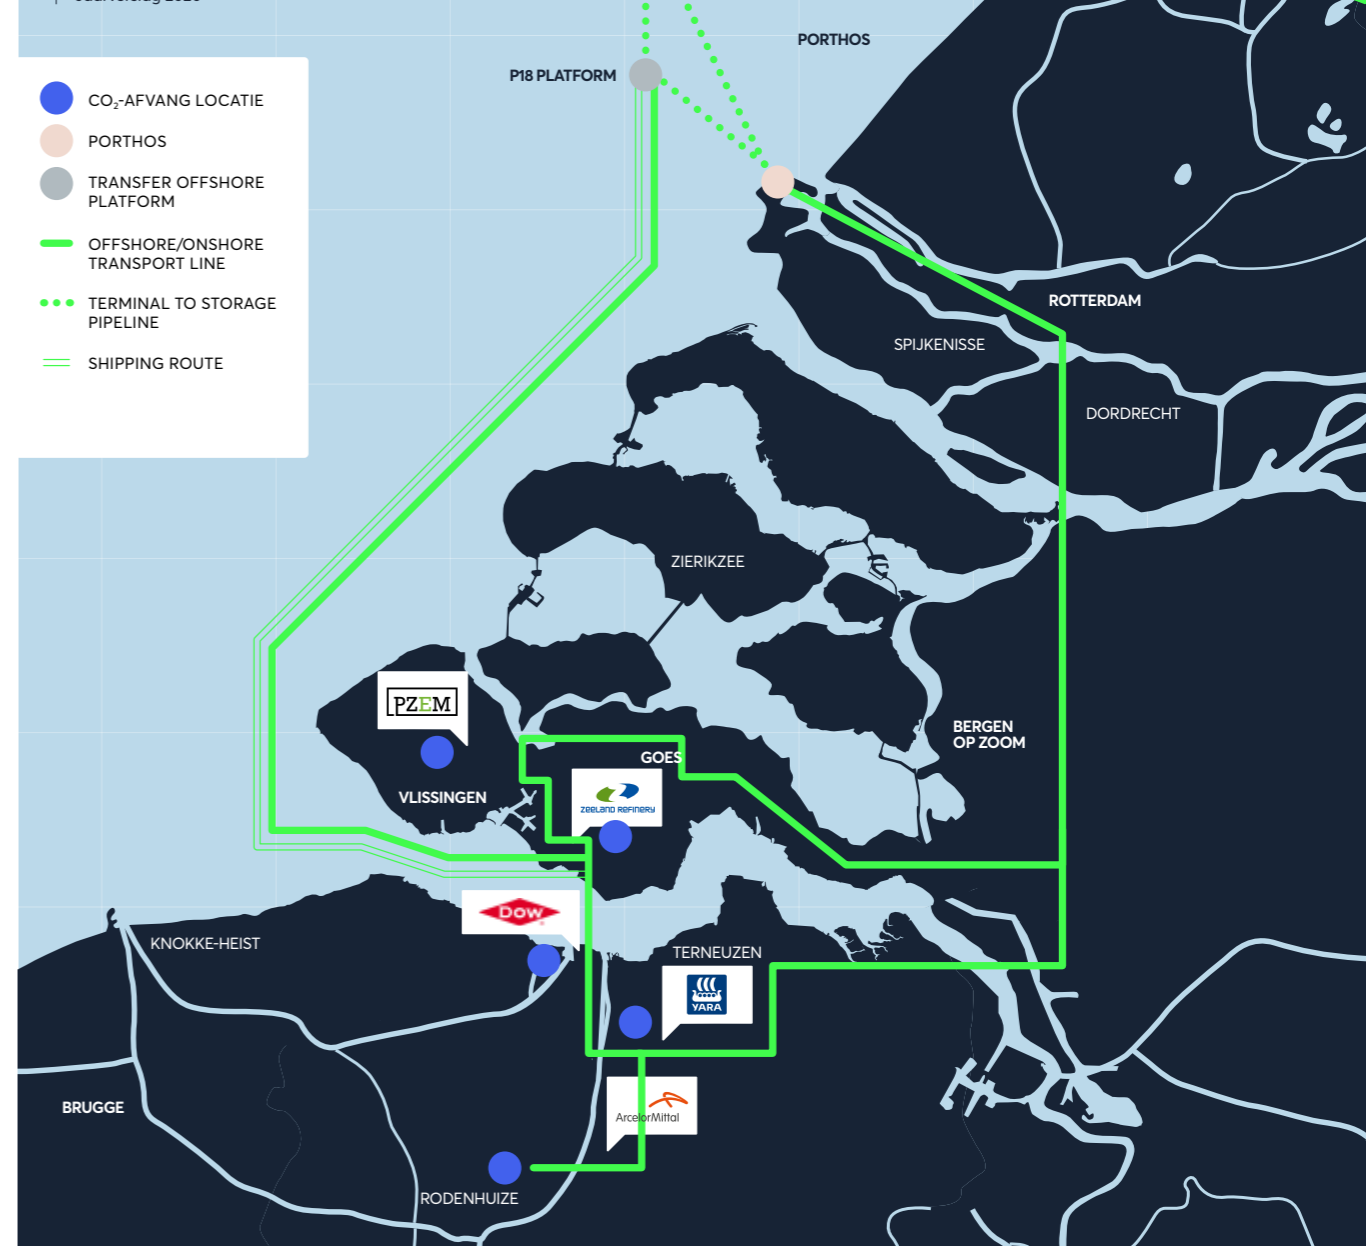 PORTHOS
P18 PLATFORM
CO₂-AFVANG LOCATIE
PORTHOS
TRANSFER OFFSHORE
PLATFORM
OFFSHORE/ONSHORE
TRANSPORT LINE
TERMINAL TO STORAGE
PIPELINE
SHIPPING ROUTE
ROTTERDAM
SPIJKENISSE
DORDRECHT
ZIERIKZEE
PZEM
BERGEN
OP ZOOM
GOES
VLISSINGEN
ZEELAND REFINERY
Dow
KNOKKE-HEIST
TERNEUZEN
YARA
BRUGGE
ArcelorMittal
RODENHUIZE